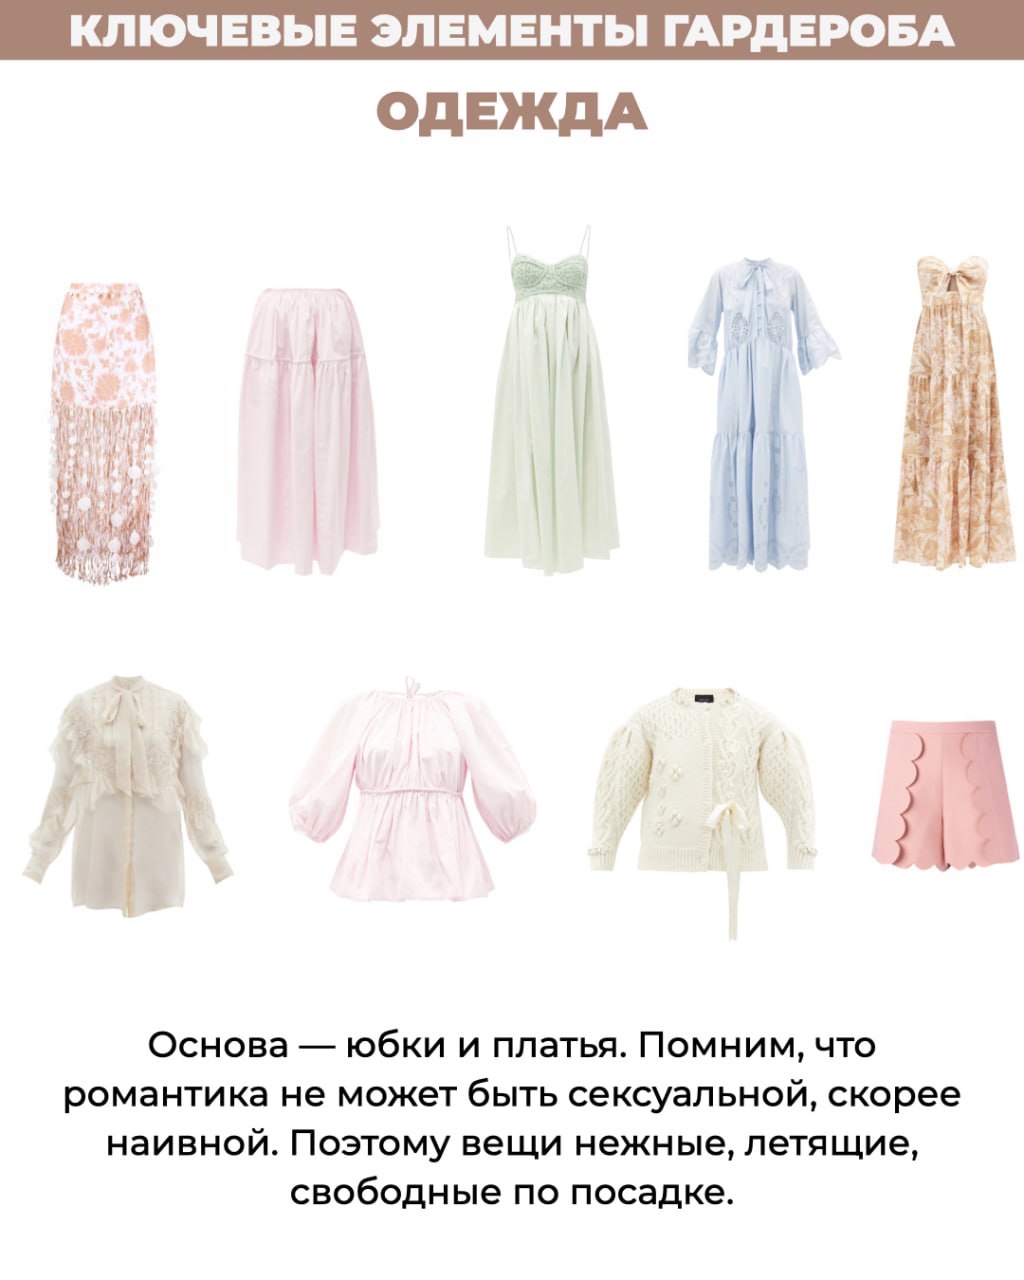 КЛЮЧЕВЫЕ ЭЛЕМЕНТЫ ГАРДЕРОБА
ОДЕЖДА
Основа — юбки и платья. Помним, что
романтика не может быть сексуальной, скорее
наивной. Поэтому вещи нежные, летящие,
свободные по посадке.